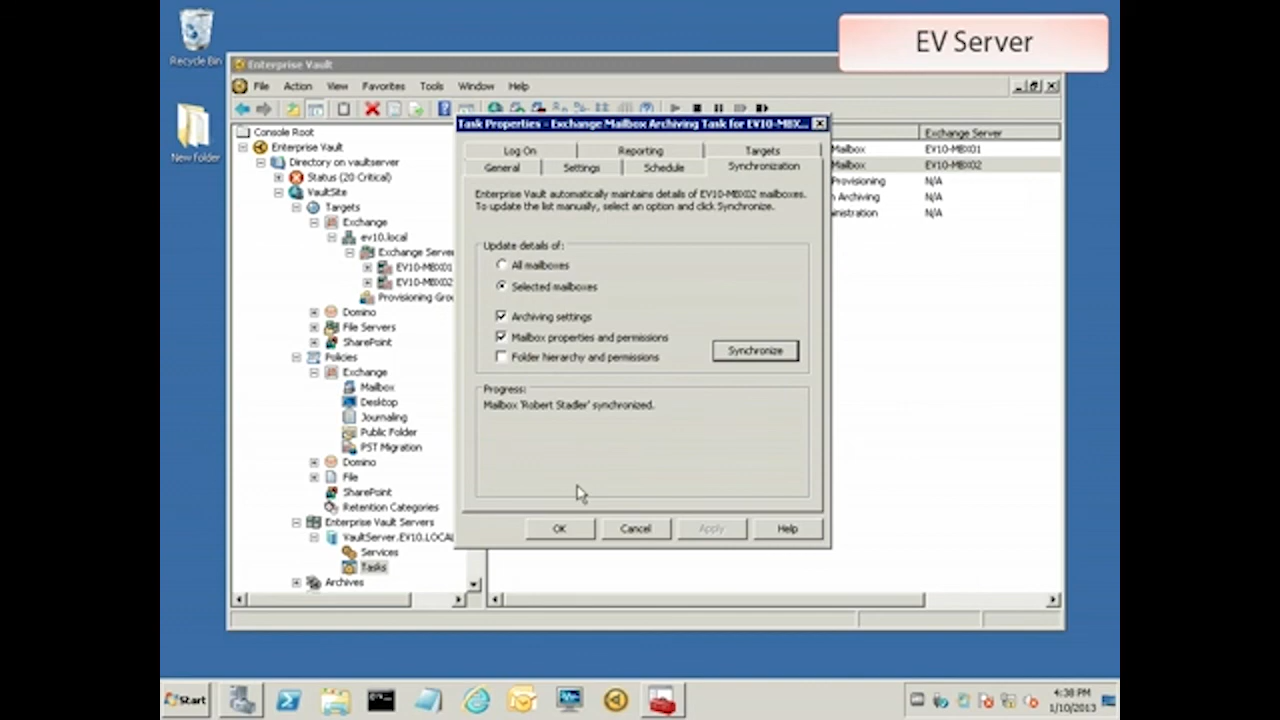 EV Server
Recycle Bin
New folder
Enterprise Vault
File Action View Favorites Tools Window Help
Console Root
Enterprise Vault
Directory on vaultserver
Status (20 Critical)
VaultSite
Targets
Exchange
ev10.local
Exchange Serve
EV10-MBX01
EV10-MBX02
Provisioning Grou
Domino
File Servers
SharePoint
Policies
Exchange
Mailbox
Desktop
Journaling
Public Folder
PST Migration
Domino
File
SharePoint
Retention Categories
Enterprise Vault Servers
VaultServer.EV10.LOCAL
Services
Tasks
Archives
Task Properties - Exchange Mailbox Archiving Task for EV10-MBX...
Log On Reporting Targets
General Settings Schedule Synchronization
Enterprise Vault automatically maintains details of EV10-MBX02 mailboxes.
To update the list manually, select an option and click Synchronize.
Update details of:
All mailboxes
Selected mailboxes
Archiving settings
Mailbox properties and permissions
Folder hierarchy and permissions
Synchronize
Progress:
Mailbox 'Robert Stadler' synchronized.
OK Cancel Apply Help
Exchange Server
Mailbox EV10-MBX01
Mailbox EV10-MBX02
Provisioning N/A
Archiving N/A
inistration N/A
Start
4:38 PM
1/10/2013